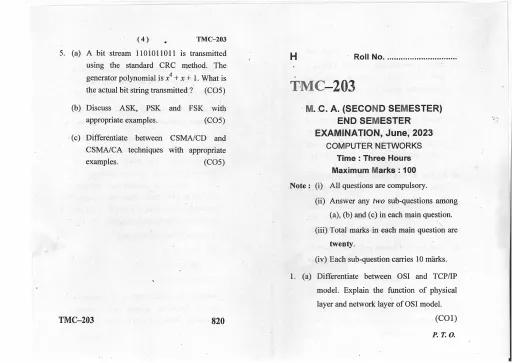 ( 4 )
TMC-203
5. (a) A bit stream 1101011011 is transmitted
using the standard CRC method. The
generator polynomial is x⁴ + x + 1. What is
the actual bit string transmitted ? (CO5)
(b) Discuss ASK, PSK and FSK with
appropriate examples. (CO5)
(c) Differentiate between CSMA/CD and
CSMA/CA techniques with appropriate
examples. (CO5)
TMC-203
820
H
Roll No. ..............................
TMC-203
M. C. A. (SECOND SEMESTER)
END SEMESTER
EXAMINATION, June, 2023
COMPUTER NETWORKS
Time : Three Hours
Maximum Marks : 100
Note : (i) All questions are compulsory.
(ii) Answer any two sub-questions among
(a), (b) and (c) in each main question.
(iii) Total marks in each main question are
twenty.
(iv) Each sub-question carries 10 marks.
1. (a) Differentiate between OSI and TCP/IP
model. Explain the function of physical
layer and network layer of OSI model.
(CO1)
P. T. O.